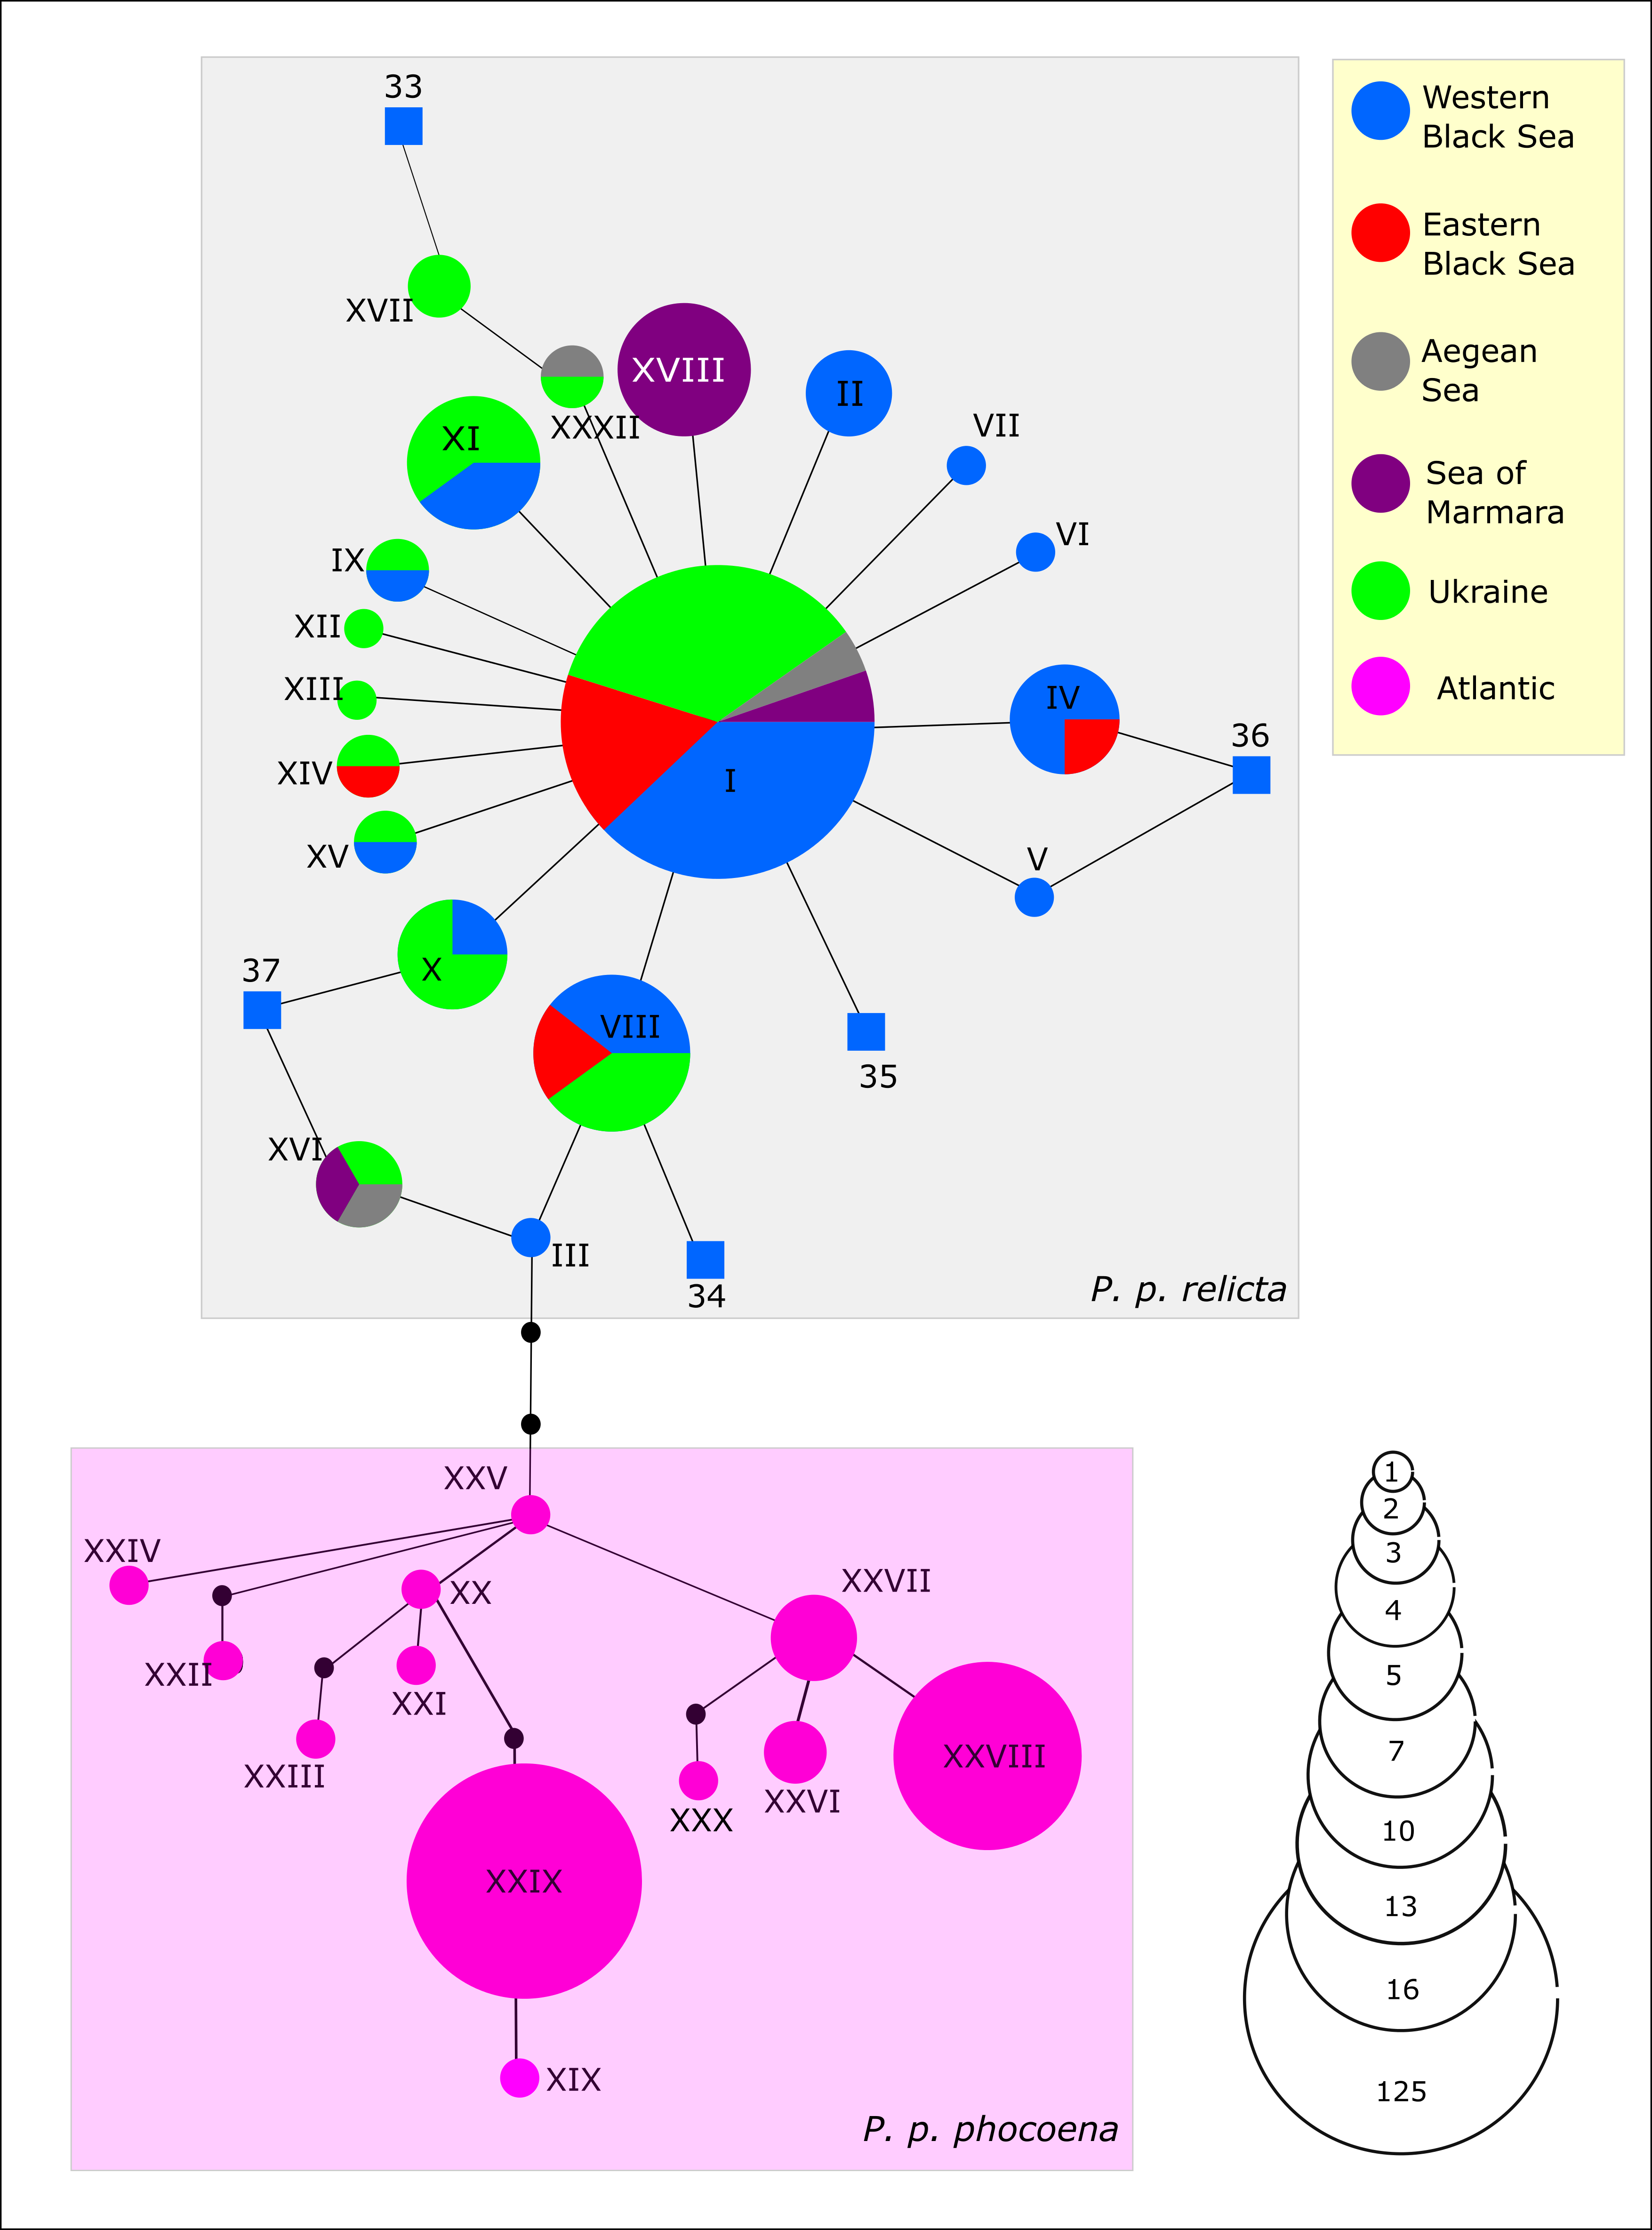 33
Western
Black Sea
Eastern
Black Sea
Aegean
Sea
Sea of
Marmara
Ukraine
Atlantic
XVII
XVIII
II
XXXII
VII
XI
VI
IX
XII
XIII
IV
36
XIV
I
XV
V
X
37
VIII
35
XVI
III
34
P. p. relicta
XXV
XXIV
XX
XXVII
XXII
XXI
XXIII
XXX
XXVI
XXVIII
XXIX
XIX
P. p. phocoena
1
2
3
4
5
7
10
13
16
125